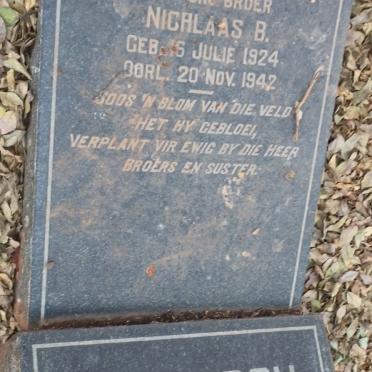 ONS BROER
NICHLAAS B.
GEB. 5 JULIE 1924
OORL. 20 NOV. 1942
SOOS 'N BLOM VAN DIE VELD
HET HY GEBLOEI,
VERPLANT VIR EWIG BY DIE HEER
BROERS EN SUSTER.